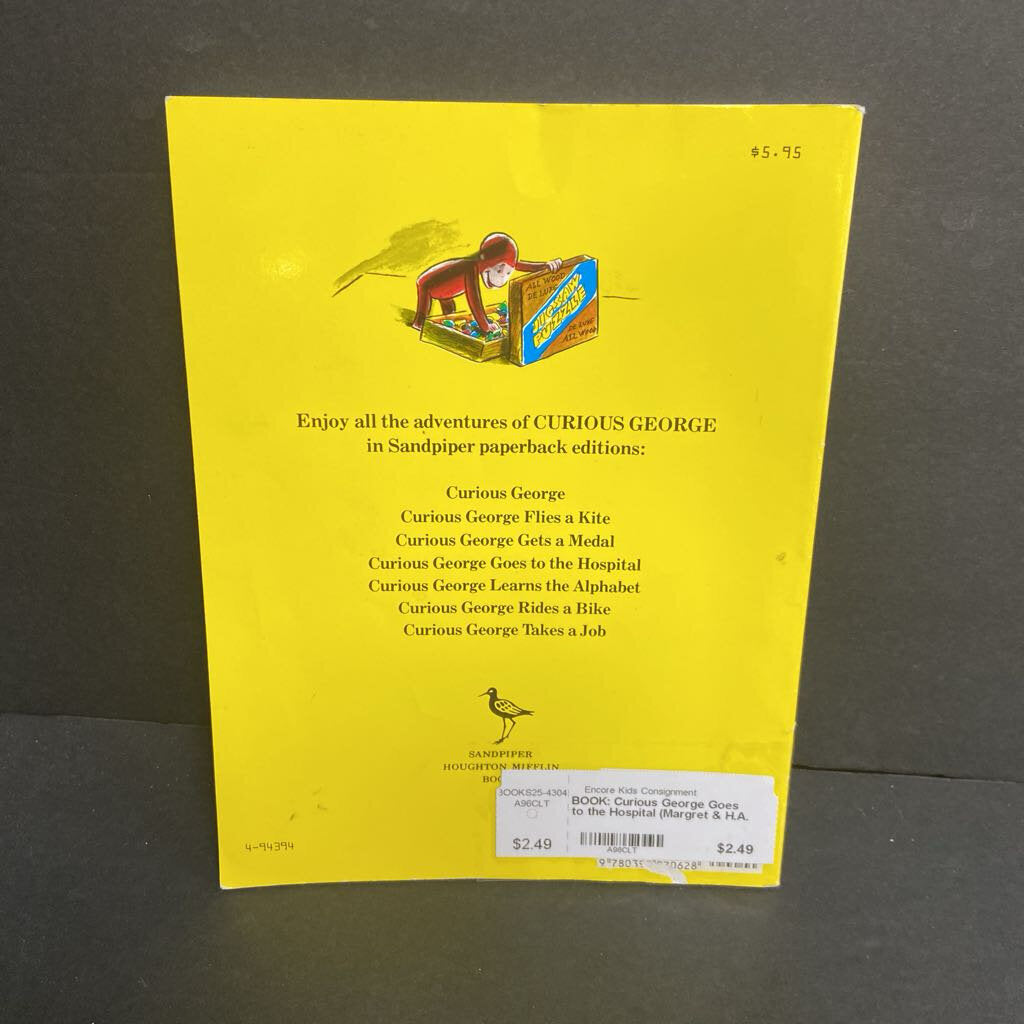 $5.95
ALL WOOD
DE LUXE
JIGSAW
PUZZLE
DE LUXE
ALL WOOD
Enjoy all the adventures of CURIOUS GEORGE
in Sandpiper paperback editions:
Curious George
Curious George Flies a Kite
Curious George Gets a Medal
Curious George Goes to the Hospital
Curious George Learns the Alphabet
Curious George Rides a Bike
Curious George Takes a Job
SANDPIPER
HOUGHTON MIFFLIN
4-94394
BOOKS25-4304
A96CLT
$2.49
Encore Kids Consignment
BOOK: Curious George Goes
to the Hospital (Margret & H.A.
A96CLT
$2.49